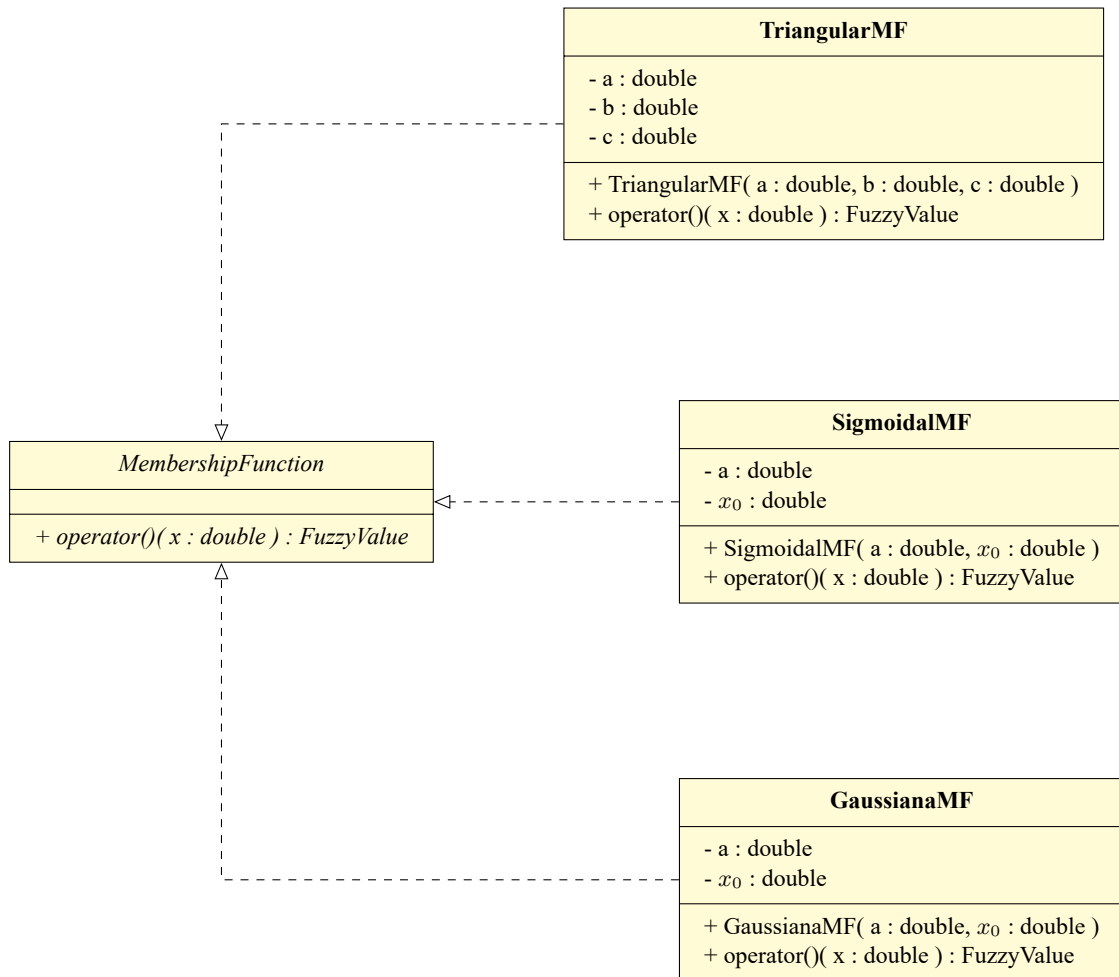 TriangularMF
- a : double
- b : double
- c : double
+ TriangularMF( a : double, b : double, c : double )
+ operator()( x : double ) : FuzzyValue
MembershipFunction
+ operator()( x : double ) : FuzzyValue
SigmoidalMF
- a : double
- x₀ : double
+ SigmoidalMF( a : double, x₀ : double )
+ operator()( x : double ) : FuzzyValue
GaussianaMF
- a : double
- x₀ : double
+ GaussianaMF( a : double, x₀ : double )
+ operator()( x : double ) : FuzzyValue